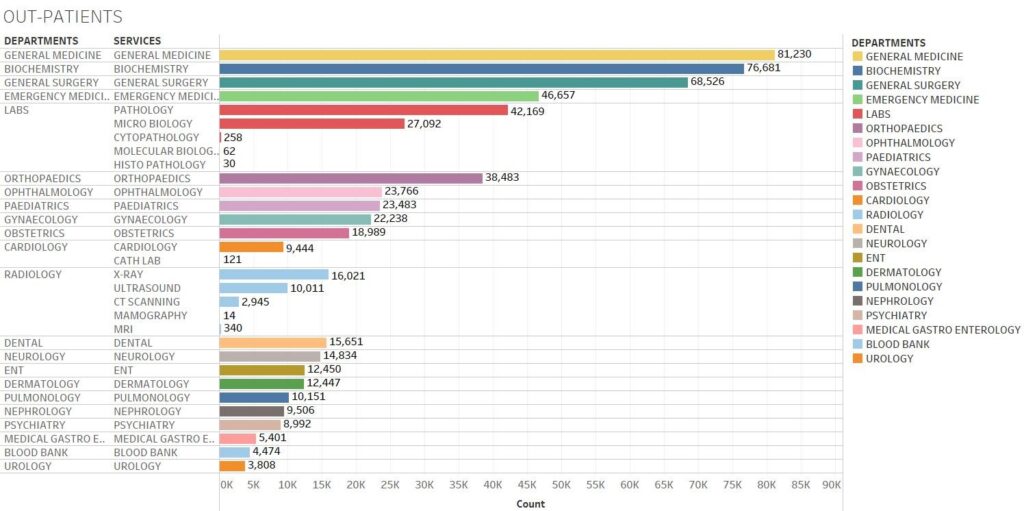 OUT-PATIENTS
DEPARTMENTS SERVICES
GENERAL MEDICINE GENERAL MEDICINE 81,230
BIOCHEMISTRY BIOCHEMISTRY 76,681
GENERAL SURGERY GENERAL SURGERY 68,526
EMERGENCY MEDICI.. EMERGENCY MEDICI.. 46,657
LABS PATHOLOGY 42,169
MICRO BIOLOGY 27,092
CYTOPATHOLOGY 258
MOLECULAR BIOLOG.. 62
HISTO PATHOLOGY 30
ORTHOPAEDICS ORTHOPAEDICS 38,483
OPHTHALMOLOGY OPHTHALMOLOGY 23,766
PAEDIATRICS PAEDIATRICS 23,483
GYNAECOLOGY GYNAECOLOGY 22,238
OBSTETRICS OBSTETRICS 18,989
CARDIOLOGY CARDIOLOGY 9,444
CATH LAB 121
RADIOLOGY X-RAY 16,021
ULTRASOUND 10,011
CT SCANNING 2,945
MAMOGRAPHY 14
MRI 340
DENTAL DENTAL 15,651
NEUROLOGY NEUROLOGY 14,834
ENT ENT 12,450
DERMATOLOGY DERMATOLOGY 12,447
PULMONOLOGY PULMONOLOGY 10,151
NEPHROLOGY NEPHROLOGY 9,506
PSYCHIATRY PSYCHIATRY 8,992
MEDICAL GASTRO E.. MEDICAL GASTRO E.. 5,401
BLOOD BANK BLOOD BANK 4,474
UROLOGY UROLOGY 3,808
0K 5K 10K 15K 20K 25K 30K 35K 40K 45K 50K 55K 60K 65K 70K 75K 80K 85K 90K
Count
DEPARTMENTS
GENERAL MEDICINE
BIOCHEMISTRY
GENERAL SURGERY
EMERGENCY MEDICINE
LABS
ORTHOPAEDICS
OPHTHALMOLOGY
PAEDIATRICS
GYNAECOLOGY
OBSTETRICS
CARDIOLOGY
RADIOLOGY
DENTAL
NEUROLOGY
ENT
DERMATOLOGY
PULMONOLOGY
NEPHROLOGY
PSYCHIATRY
MEDICAL GASTRO ENTEROLOGY
BLOOD BANK
UROLOGY